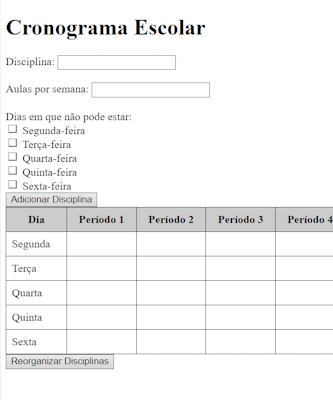 Cronograma Escolar
Disciplina:
Aulas por semana:
Dias em que não pode estar:
Segunda-feira
Terça-feira
Quarta-feira
Quinta-feira
Sexta-feira
Adicionar Disciplina
Dia Período 1 Período 2 Período 3 Período 4
Segunda
Terça
Quarta
Quinta
Sexta
Reorganizar Disciplinas